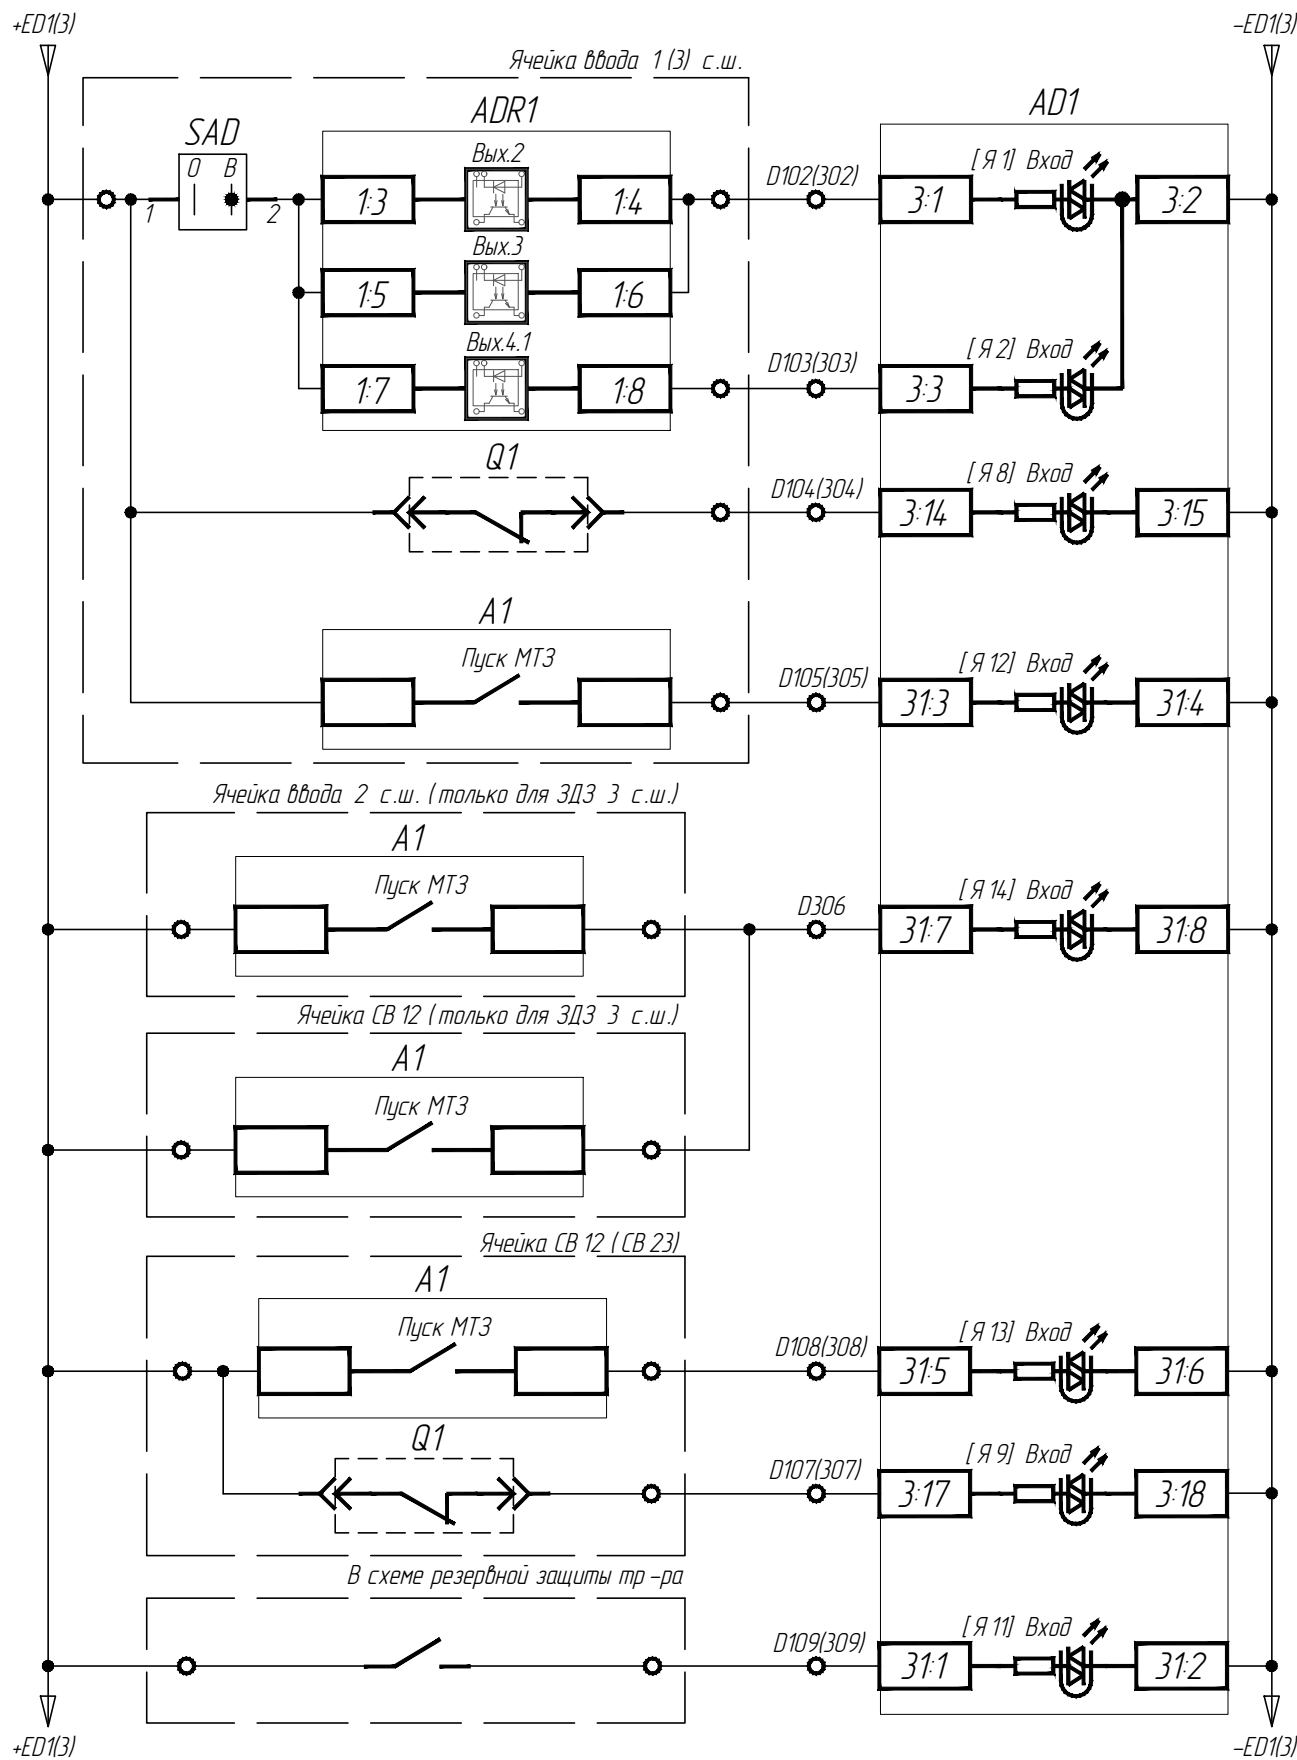 +ED1(3)
-ED1(3)
Ячейка ввода 1 (3) с.ш.
SAD
О В
1
2
ADR1
Вых.2
1:3
1:4
Вых.3
1:5
1:6
Вых.4.1
1:7
1:8
D102(302)
D103(303)
AD1
[Я 1] Вход
3:1
3:2
[Я 2] Вход
3:3
Q1
D104(304)
[Я 8] Вход
3:14
3:15
A1
Пуск МТЗ
D105(305)
[Я 12] Вход
31:3
31:4
Ячейка ввода 2 с.ш. (только для ЗДЗ 3 с.ш.)
A1
Пуск МТЗ
D306
[Я 14] Вход
31:7
31:8
Ячейка СВ 12 (только для ЗДЗ 3 с.ш.)
A1
Пуск МТЗ
Ячейка СВ 12 (СВ 23)
A1
Пуск МТЗ
D108(308)
[Я 13] Вход
31:5
31:6
Q1
D107(307)
[Я 9] Вход
3:17
3:18
В схеме резервной защиты тр-ра
D109(309)
[Я 11] Вход
31:1
31:2
+ED1(3)
-ED1(3)